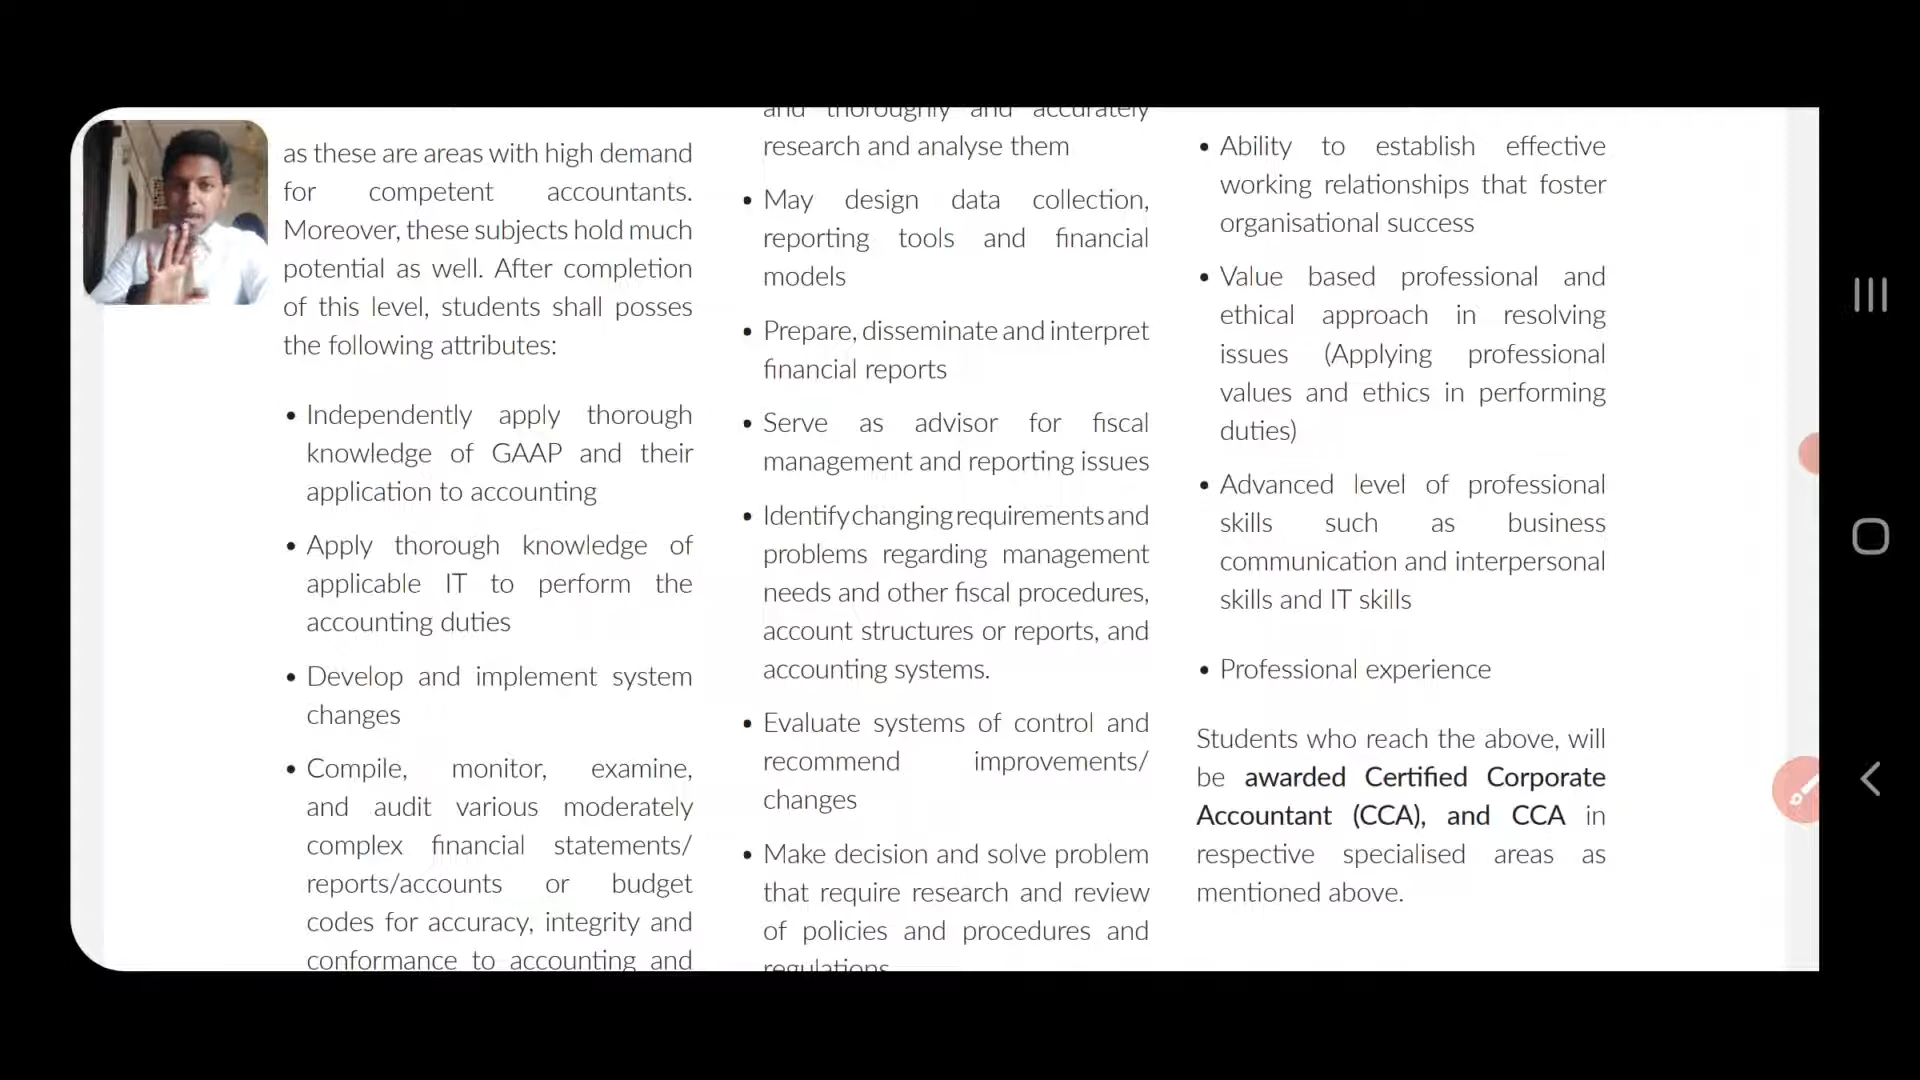 as these are areas with high demand
for competent accountants.
Moreover, these subjects hold much
potential as well. After completion
of this level, students shall posses
the following attributes:
• Independently apply thorough
knowledge of GAAP and their
application to accounting
• Apply thorough knowledge of
applicable IT to perform the
accounting duties
• Develop and implement system
changes
• Compile, monitor, examine,
and audit various moderately
complex financial statements/
reports/accounts or budget
codes for accuracy, integrity and
conformance to accounting and
and thoroughly and accurately
research and analyse them
• May design data collection,
reporting tools and financial
models
• Prepare, disseminate and interpret
financial reports
• Serve as advisor for fiscal
management and reporting issues
• Identify changing requirements and
problems regarding management
needs and other fiscal procedures,
account structures or reports, and
accounting systems.
• Evaluate systems of control and
recommend improvements/
changes
• Make decision and solve problem
that require research and review
of policies and procedures and
regulations
• Ability to establish effective
working relationships that foster
organisational success
• Value based professional and
ethical approach in resolving
issues (Applying professional
values and ethics in performing
duties)
• Advanced level of professional
skills such as business
communication and interpersonal
skills and IT skills
• Professional experience
Students who reach the above, will
be awarded Certified Corporate
Accountant (CCA), and CCA in
respective specialised areas as
mentioned above.